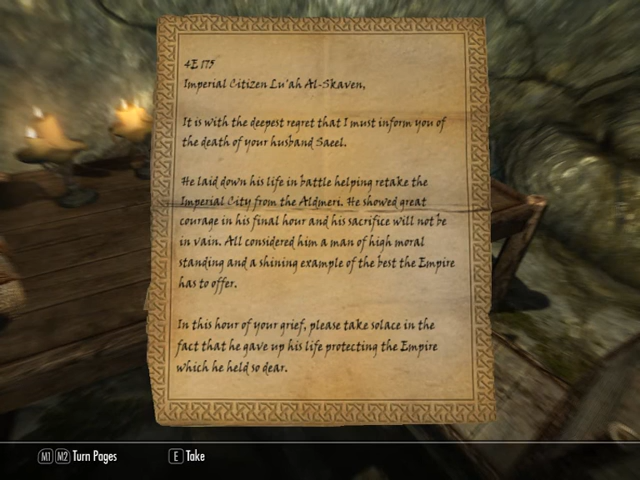 4E 175
Imperial Citizen Lu'ah Al-Skaven,
It is with the deepest regret that I must inform you of
the death of your husband Saeel.
He laid down his life in battle helping retake the
Imperial City from the Aldmeri. He showed great
courage in his final hour and his sacrifice will not be
in vain. All considered him a man of high moral
standing and a shining example of the best the Empire
has to offer.
In this hour of your grief, please take solace in the
fact that he gave up his life protecting the Empire
which he held so dear.
M1 M2 Turn Pages E Take